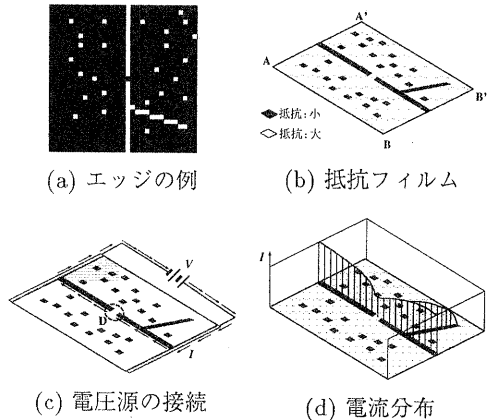 A'
A
B'
◆抵抗:小
◇抵抗:大
B
(a) エッジの例
(b) 抵抗フィルム
V
D
I
I
(c) 電圧源の接続
(d) 電流分布